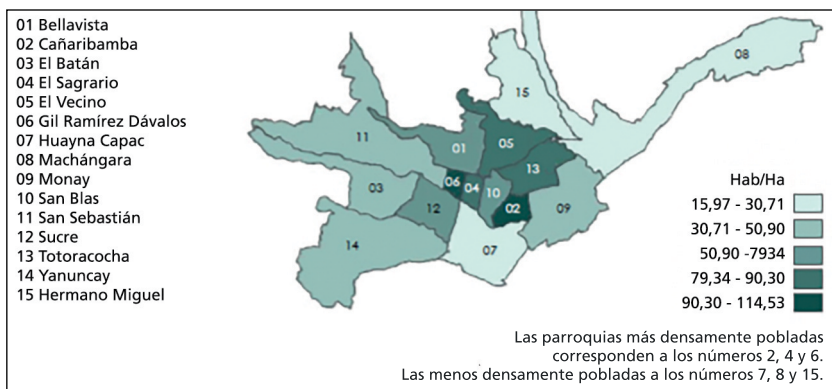 01 Bellavista
02 Cañaribamba
03 El Batán
04 El Sagrario
05 El Vecino
06 Gil Ramírez Dávalos
07 Huayna Capac
08 Machángara
09 Monay
10 San Blas
11 San Sebastián
12 Sucre
13 Totoracocha
14 Yanuncay
15 Hermano Miguel
08
15
11
01
05
13
03
06
04
10
12
02
09
14
07
Hab/Ha
15,97 - 30,71
30,71 - 50,90
50,90 -7934
79,34 - 90,30
90,30 - 114,53
Las parroquias más densamente pobladas
corresponden a los números 2, 4 y 6.
Las menos densamente pobladas a los números 7, 8 y 15.